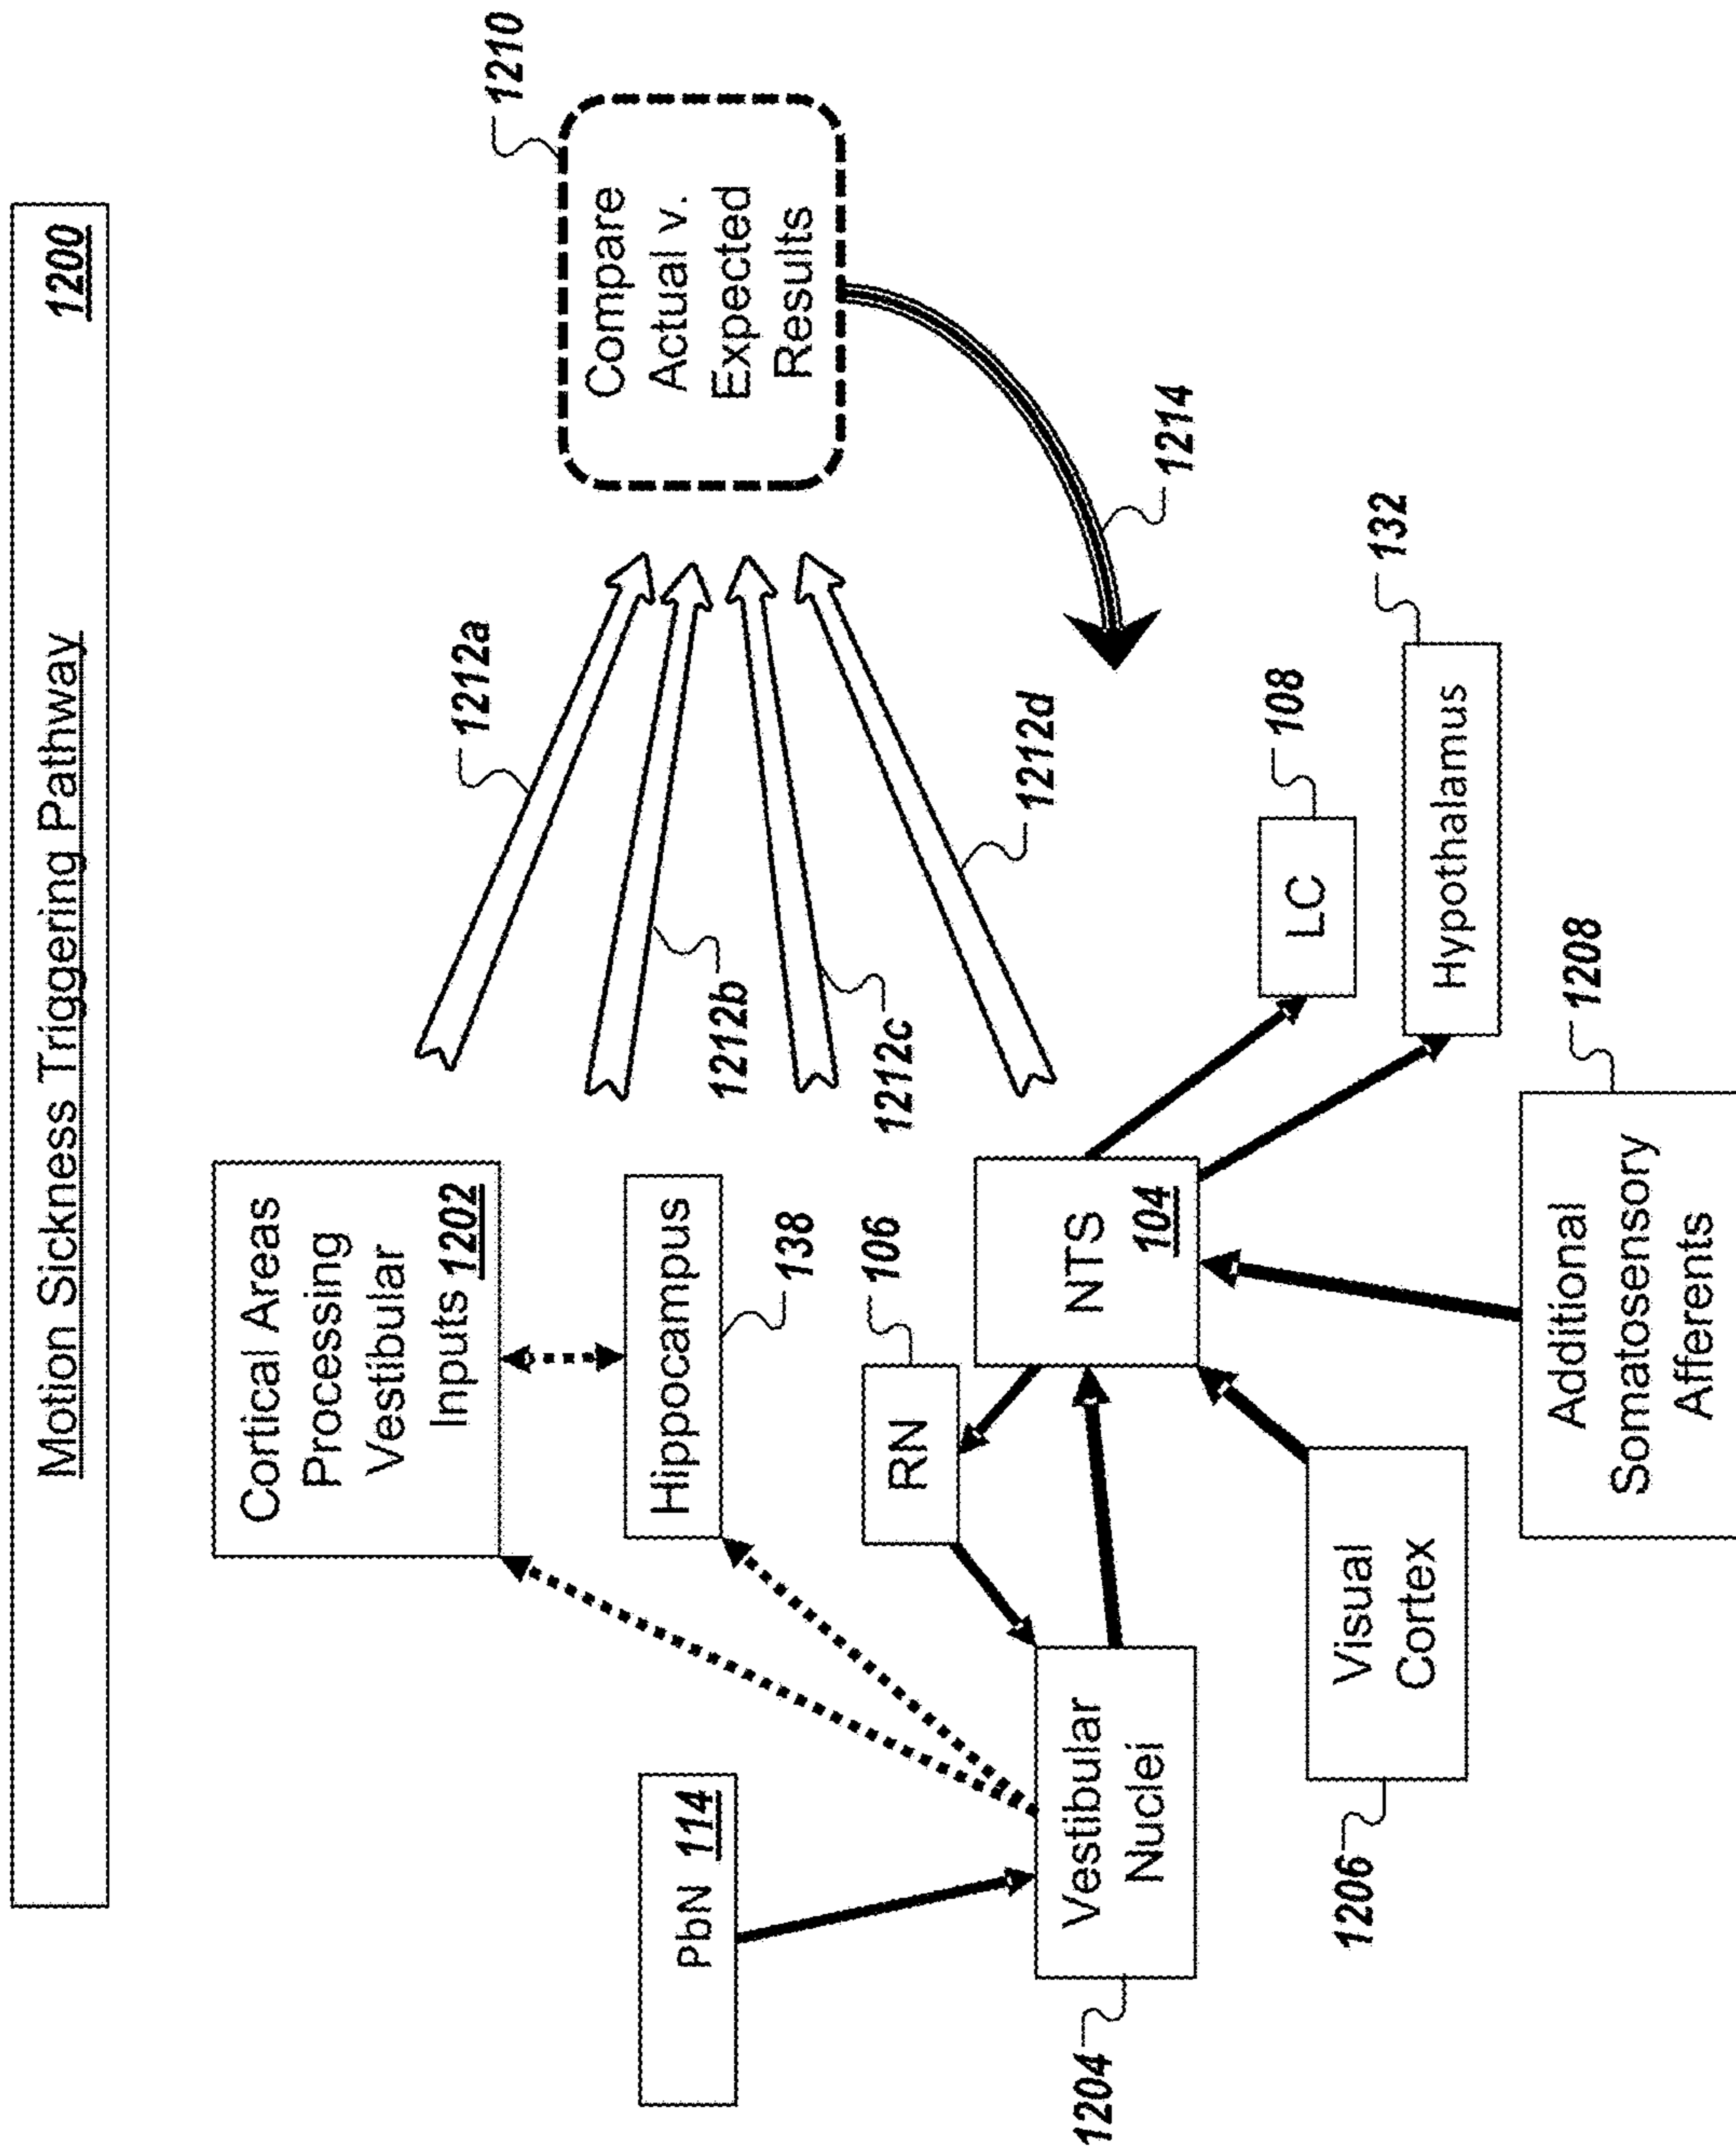 Motion Sickness Triggering Pathway
1200
Cortical Areas
Processing
Vestibular
Inputs 1202
PbN 114
Hippocampus
138
1212a
1212b
1212c
1212d
1210
Compare
Actual v.
Expected
Results
1214
RN
106
NTS
104
Vestibular
Nuclei
1204
LC
108
Hypothalamus
132
Visual
Cortex
1206
Additional
Somatosensory
Afferents
1208